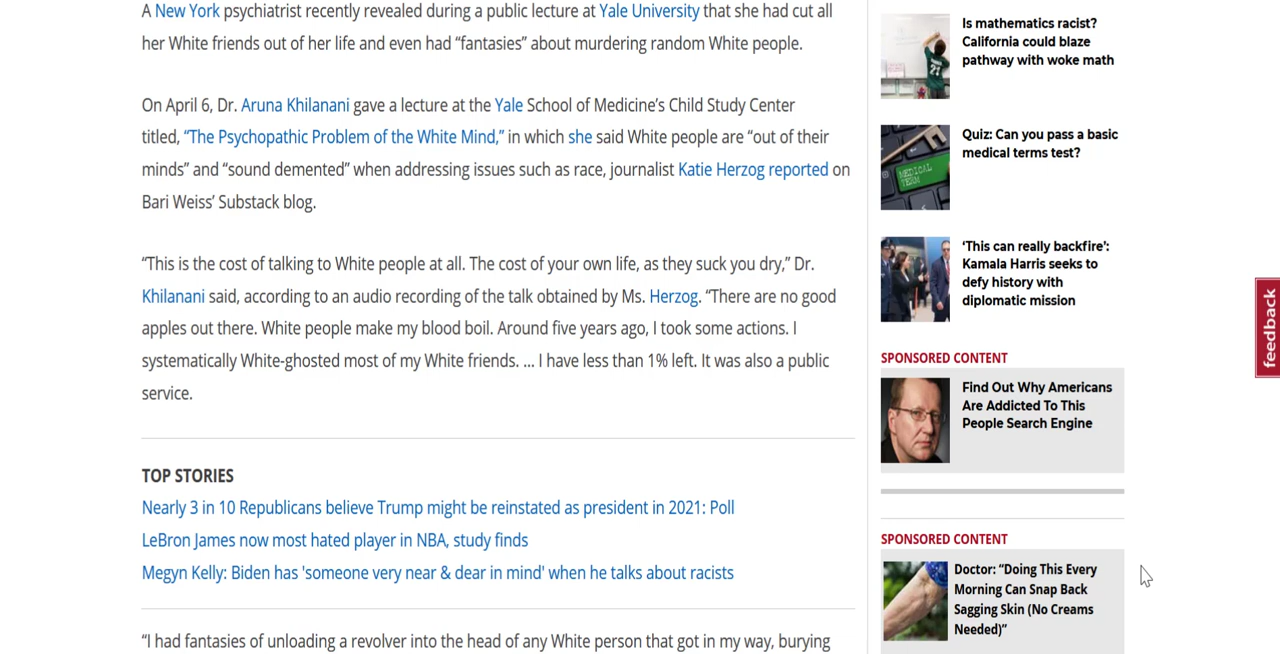 A New York psychiatrist recently revealed during a public lecture at Yale University that she had cut all
her White friends out of her life and even had “fantasies” about murdering random White people.
On April 6, Dr. Aruna Khilanani gave a lecture at the Yale School of Medicine’s Child Study Center
titled, “The Psychopathic Problem of the White Mind,” in which she said White people are “out of their
minds” and “sound demented” when addressing issues such as race, journalist Katie Herzog reported on
Bari Weiss’ Substack blog.
“This is the cost of talking to White people at all. The cost of your own life, as they suck you dry,” Dr.
Khilanani said, according to an audio recording of the talk obtained by Ms. Herzog. “There are no good
apples out there. White people make my blood boil. Around five years ago, I took some actions. I
systematically White-ghosted most of my White friends. ... I have less than 1% left. It was also a public
service.
TOP STORIES
Nearly 3 in 10 Republicans believe Trump might be reinstated as president in 2021: Poll
LeBron James now most hated player in NBA, study finds
Megyn Kelly: Biden has 'someone very near & dear in mind' when he talks about racists
“I had fantasies of unloading a revolver into the head of any White person that got in my way, burying
Is mathematics racist?
California could blaze
pathway with woke math
MEDICAL
TERM
Quiz: Can you pass a basic
medical terms test?
‘This can really backfire’:
Kamala Harris seeks to
defy history with
diplomatic mission
SPONSORED CONTENT
Find Out Why Americans
Are Addicted To This
People Search Engine
SPONSORED CONTENT
Doctor: “Doing This Every
Morning Can Snap Back
Sagging Skin (No Creams
Needed)”
feedback